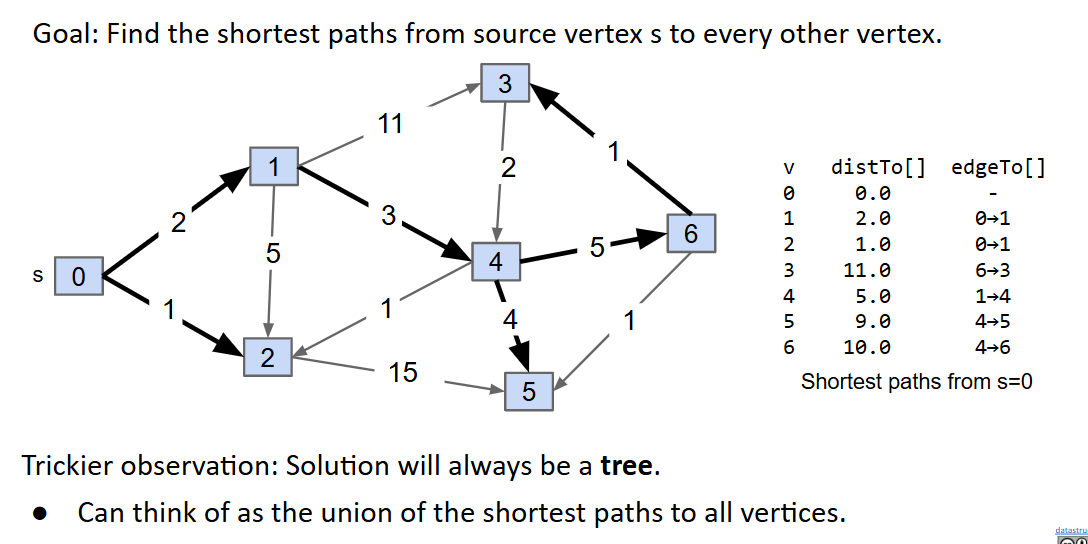 Goal: Find the shortest paths from source vertex s to every other vertex.
3
11
1
1
2
v distTo[] edgeTo[]
0 0.0 -
2
3
1 2.0 0→1
6
5
5
2 1.0 0→1
4
s 0
3 11.0 6→3
4 5.0 1→4
1
1
4
1
5 9.0 4→5
6 10.0 4→6
2
15
5
Shortest paths from s=0
Trickier observation: Solution will always be a tree.
● Can think of as the union of the shortest paths to all vertices.
datastru